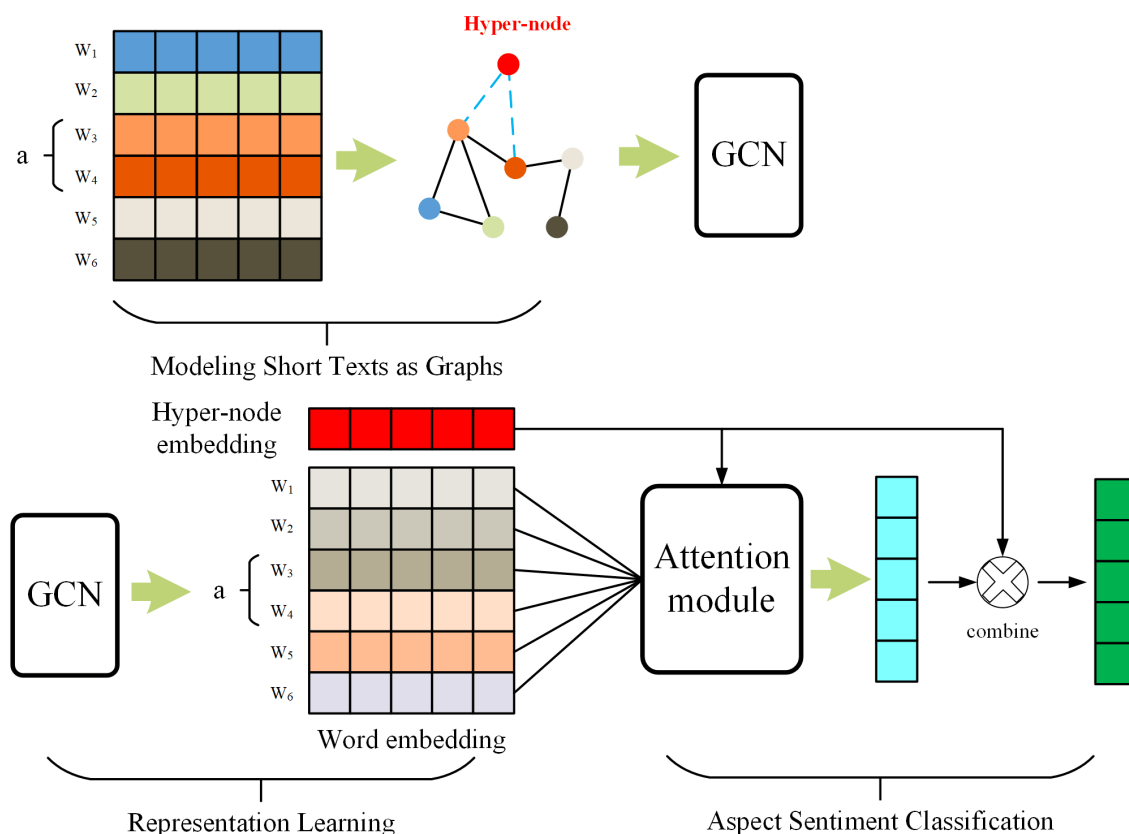 Hyper-node
W₁
W₂
W₃
a
W₄
W₅
W₆
GCN
Modeling Short Texts as Graphs
Hyper-node
embedding
W₁
W₂
W₃
a
W₄
W₅
W₆
GCN
Attention
module
combine
Word embedding
Representation Learning
Aspect Sentiment Classification